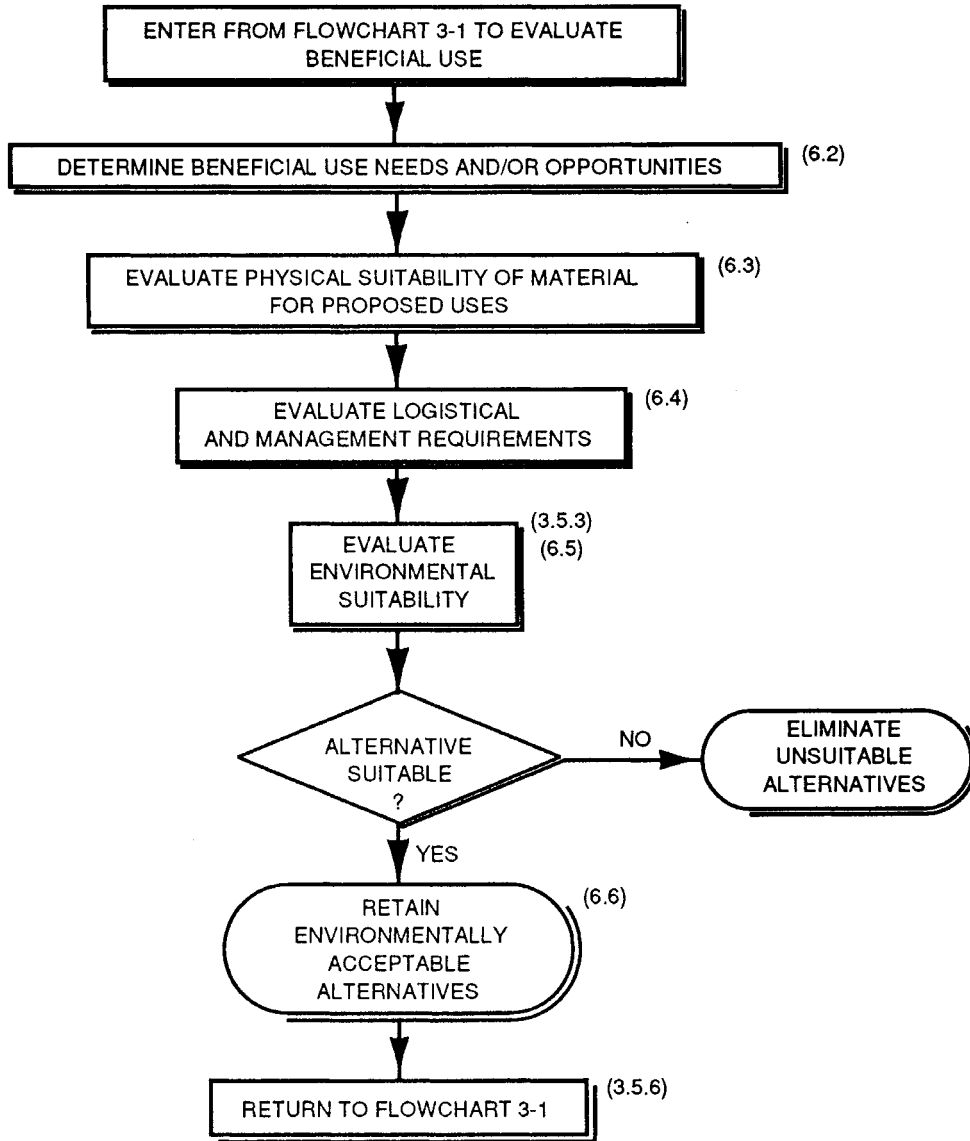 ENTER FROM FLOWCHART 3-1 TO EVALUATE
BENEFICIAL USE
DETERMINE BENEFICIAL USE NEEDS AND/OR OPPORTUNITIES
(6.2)
EVALUATE PHYSICAL SUITABILITY OF MATERIAL
FOR PROPOSED USES
(6.3)
EVALUATE LOGISTICAL
AND MANAGEMENT REQUIREMENTS
(6.4)
EVALUATE
ENVIRONMENTAL
SUITABILITY
(3.5.3)
(6.5)
ALTERNATIVE
SUITABLE
?
NO
ELIMINATE
UNSUITABLE
ALTERNATIVES
YES
RETAIN
ENVIRONMENTALLY
ACCEPTABLE
ALTERNATIVES
(6.6)
RETURN TO FLOWCHART 3-1
(3.5.6)